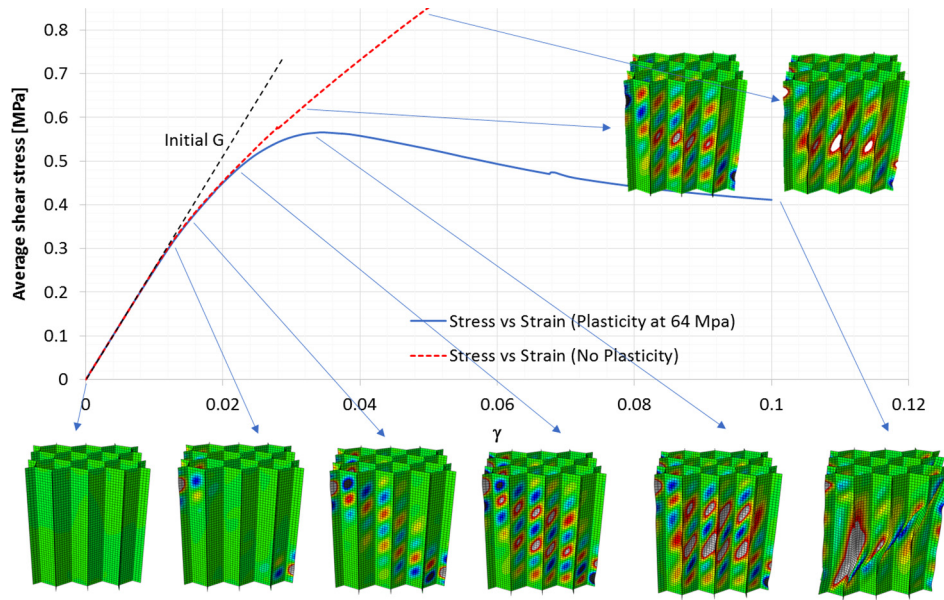 Average shear stress [MPa]
0.8
0.7
0.6
0.5
0.4
0.3
0.2
0.1
0
Initial G
Stress vs Strain (Plasticity at 64 Mpa)
Stress vs Strain (No Plasticity)
0 0.02 0.04 0.06 0.08 0.1 0.12
γ